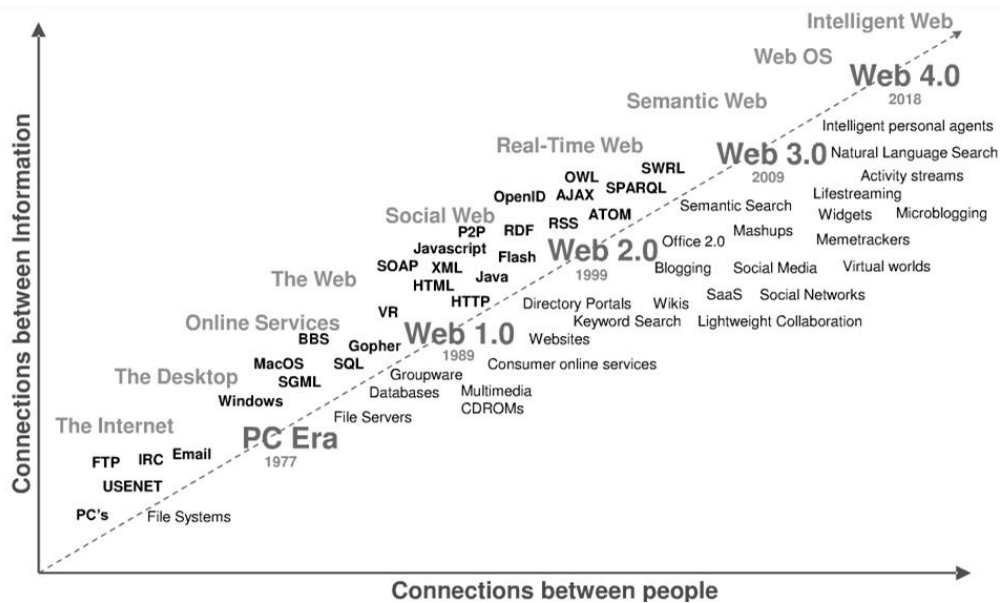 Intelligent Web
Web OS
Web 4.0
2018
Semantic Web
Intelligent personal agents
Real-Time Web
Web 3.0
2009
Natural Language Search
SWRL
OWL
Activity streams
SPARQL
OpenID
AJAX
Lifestreaming
Semantic Search
Social Web
ATOM
Widgets
Microblogging
RSS
P2P
RDF
Mashups
Office 2.0
Memetrackers
Javascript
Web 2.0
1999
Flash
SOAP
XML
Blogging
Social Media
Virtual worlds
The Web
Java
HTML
SaaS
Social Networks
HTTP
Directory Portals
Wikis
VR
Keyword Search
Lightweight Collaboration
Online Services
Web 1.0
1989
BBS
Websites
Gopher
MacOS
SQL
Consumer online services
The Desktop
Groupware
SGML
Databases
Multimedia
CDROMs
Windows
File Servers
The Internet
PC Era
1977
FTP
IRC
Email
USENET
PC's
File Systems
Connections between Information
Connections between people